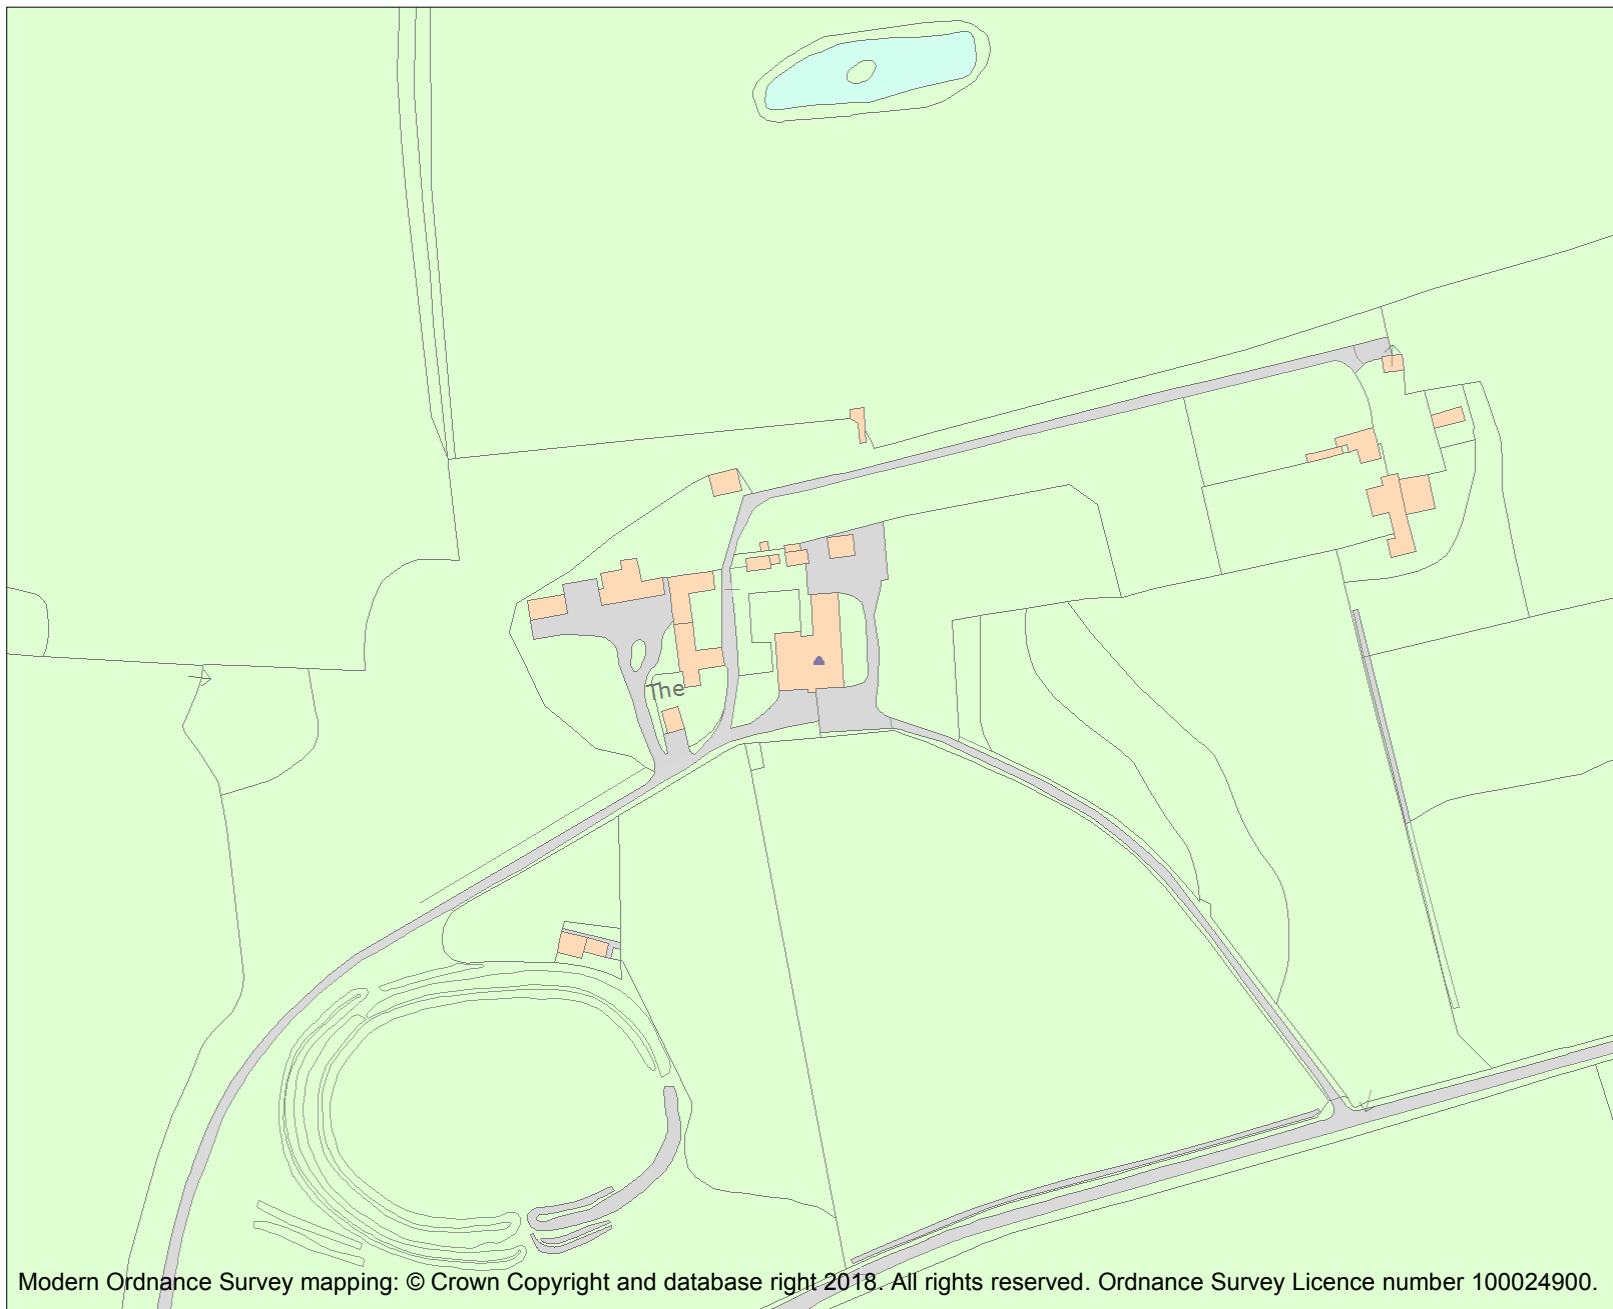 The
Modern Ordnance Survey mapping: © Crown Copyright and database right 2018. All rights reserved. Ordnance Survey Licence number 100024900.